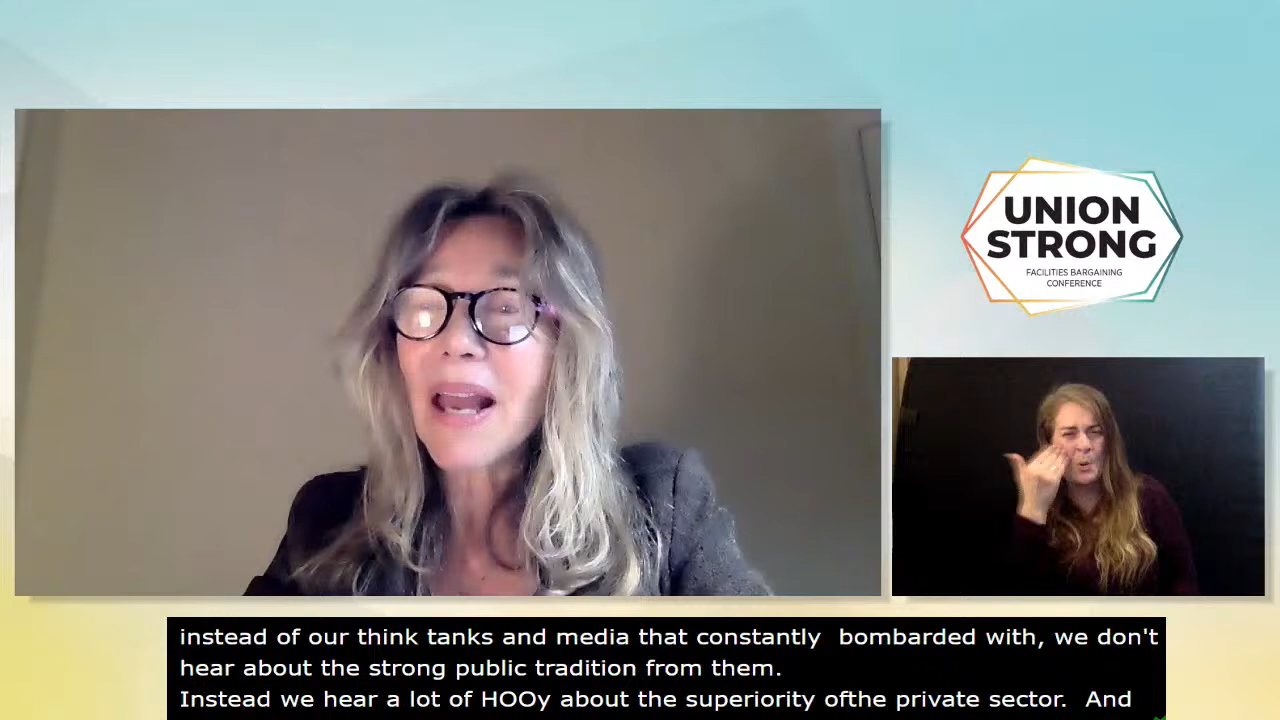 UNION
STRONG
FACILITIES BARGAINING
CONFERENCE
instead of our think tanks and media that constantly  bombarded with, we don't
hear about the strong public tradition from them.
Instead we hear a lot of HOOy about the superiority ofthe private sector.  And